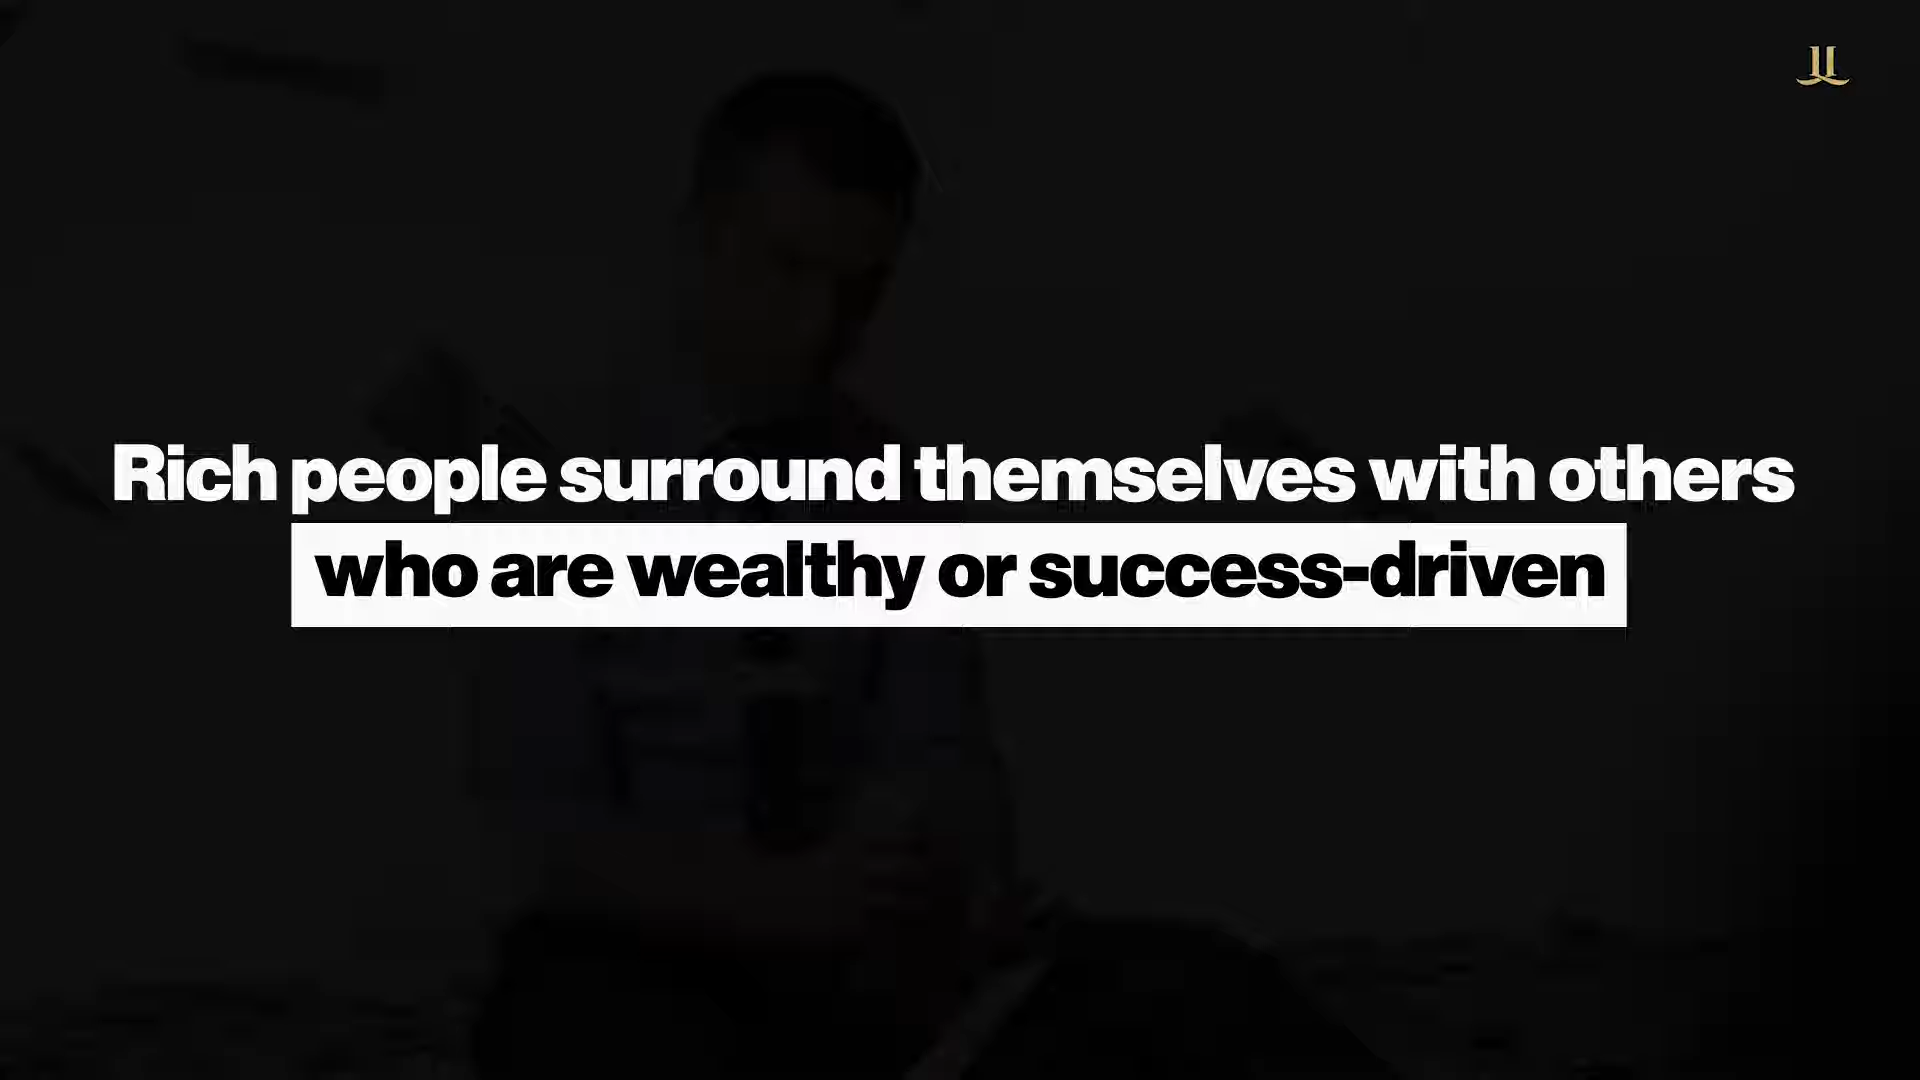 Rich people surround themselves with others
who are wealthy or success-driven